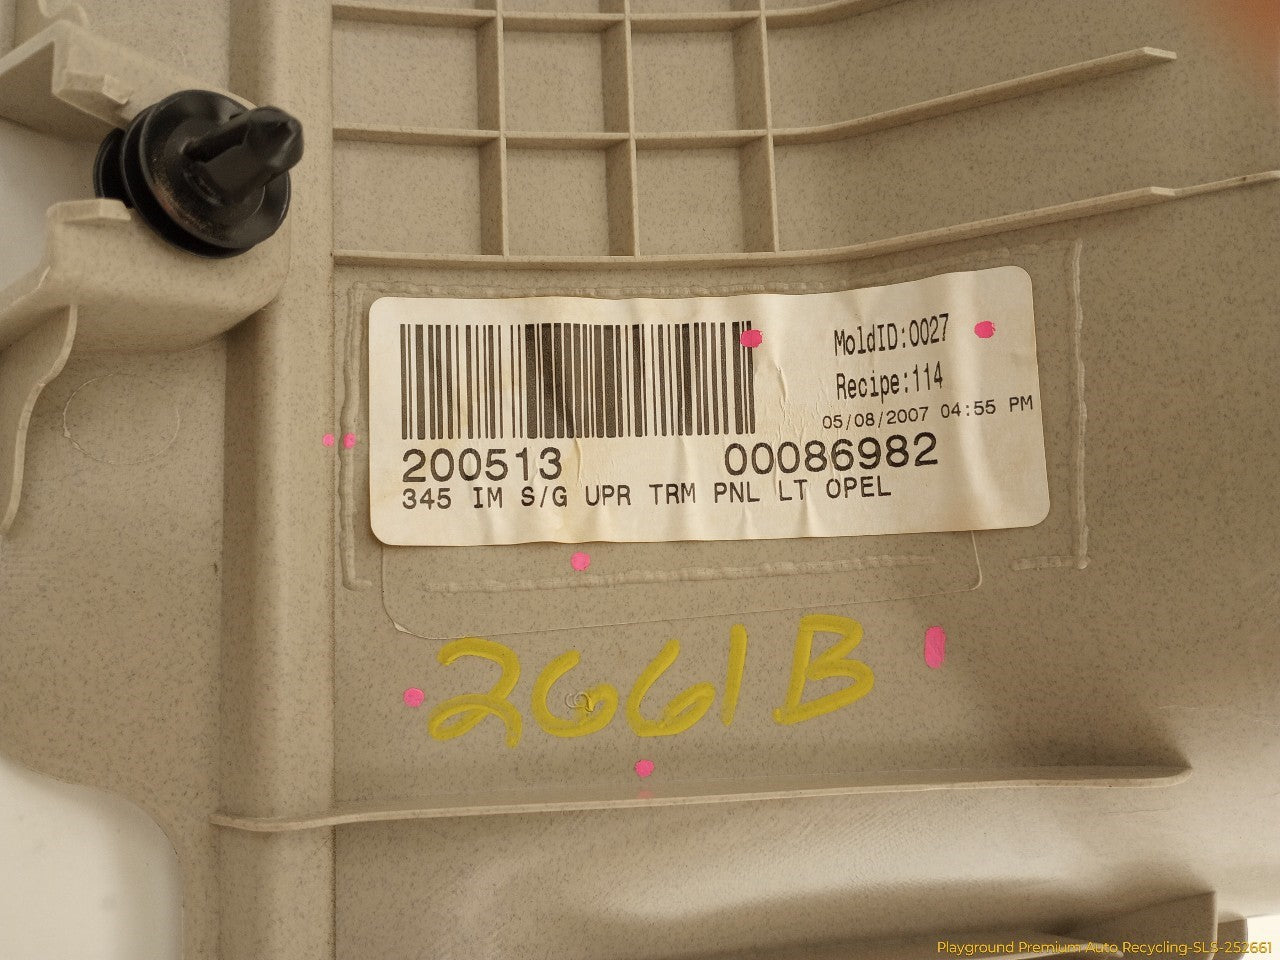 MoldID:0027
Recipe:114
05/08/2007 04:55 PM
200513 00086982
345 IM S/G UPR TRM PNL LT OPEL
2661B
Playground Premium Auto Recycling-SLS-252661